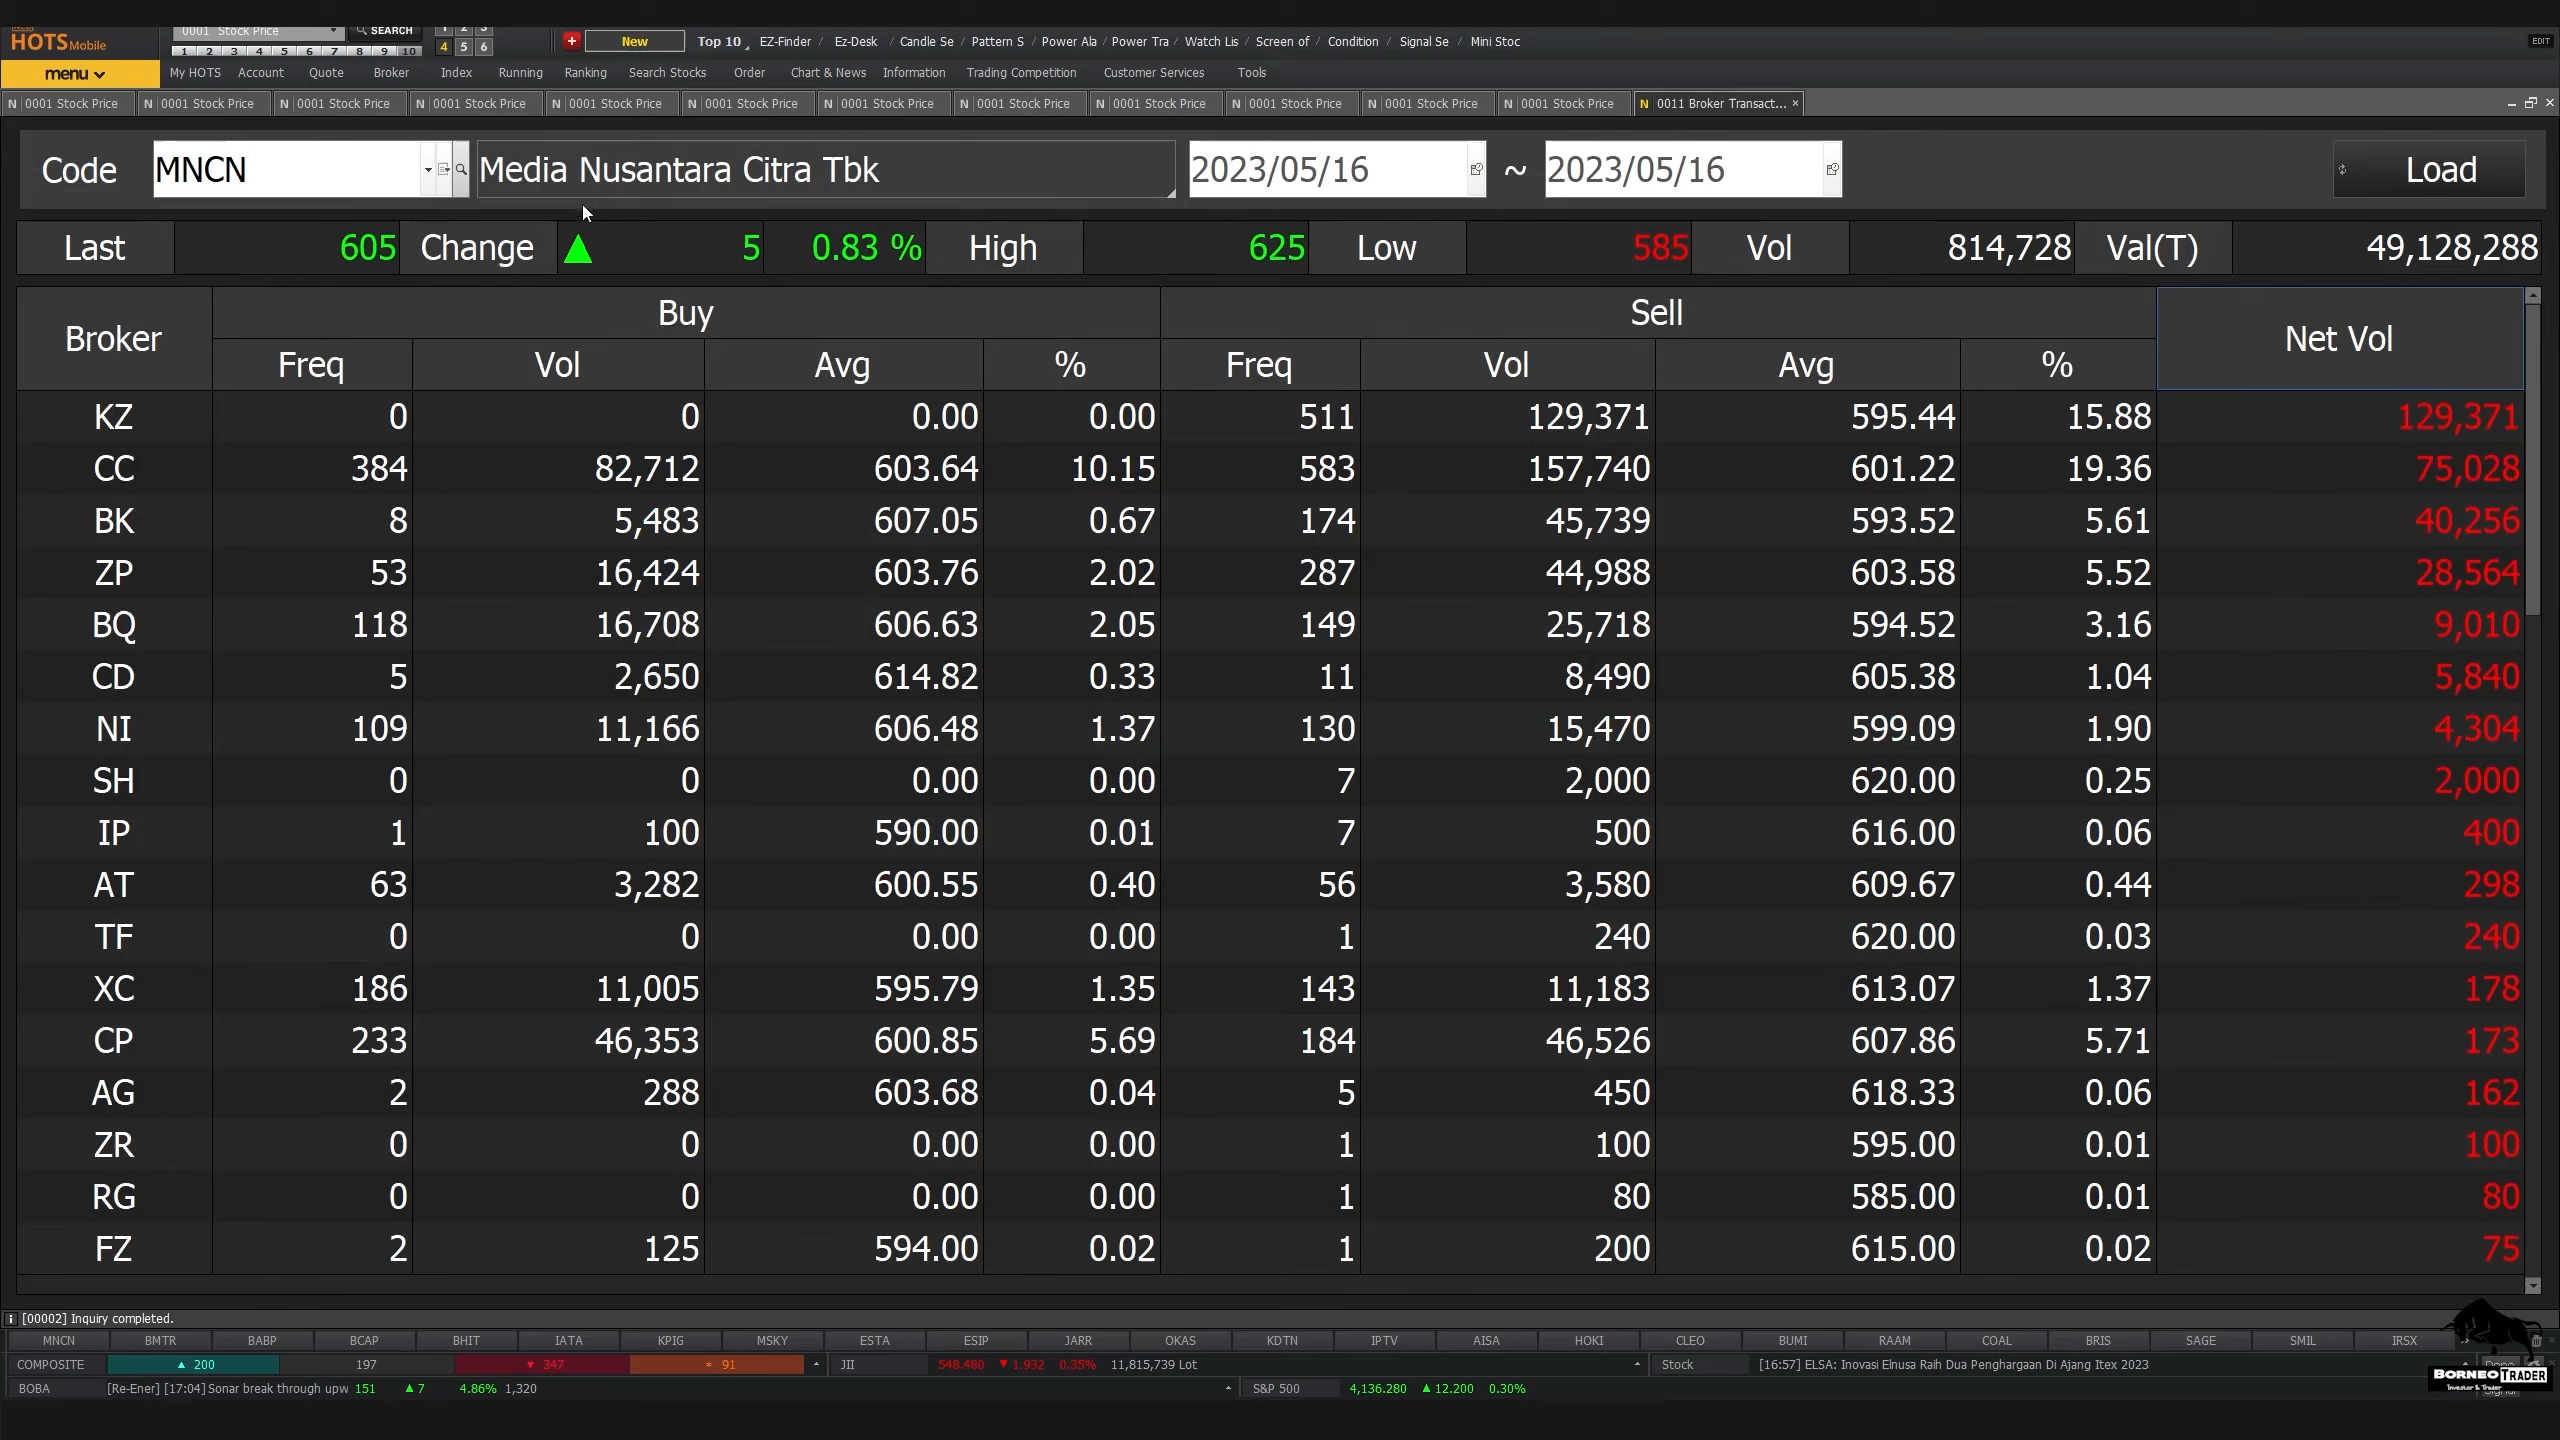 HOTS Mobile
0001 Stock Price SEARCH
1 2 3 4 5 6 7 8 9 10 4 5 6
New Top 10 EZ-Finder / Ez-Desk / Candle Se / Pattern S / Power Ala / Power Tra / Watch Lis / Screen of / Condition / Signal Se / Mini Stoc EDIT
menu My HOTS Account Quote Broker Index Running Ranking Search Stocks Order Chart & News Information Trading Competition Customer Services Tools
N 0001 Stock Price N 0001 Stock Price N 0001 Stock Price N 0001 Stock Price N 0001 Stock Price N 0001 Stock Price N 0001 Stock Price N 0001 Stock Price N 0001 Stock Price N 0001 Stock Price N 0001 Stock Price N 0001 Stock Price N 0011 Broker Transact... ×
Code MNCN Media Nusantara Citra Tbk 2023/05/16 ~ 2023/05/16 Load
Last 605 Change ▲ 5 0.83 % High 625 Low 585 Vol 814,728 Val(T) 49,128,288
Broker Buy Sell Net Vol
Freq Vol Avg % Freq Vol Avg %
KZ 0 0 0.00 0.00 511 129,371 595.44 15.88 129,371
CC 384 82,712 603.64 10.15 583 157,740 601.22 19.36 75,028
BK 8 5,483 607.05 0.67 174 45,739 593.52 5.61 40,256
ZP 53 16,424 603.76 2.02 287 44,988 603.58 5.52 28,564
BQ 118 16,708 606.63 2.05 149 25,718 594.52 3.16 9,010
CD 5 2,650 614.82 0.33 11 8,490 605.38 1.04 5,840
NI 109 11,166 606.48 1.37 130 15,470 599.09 1.90 4,304
SH 0 0 0.00 0.00 7 2,000 620.00 0.25 2,000
IP 1 100 590.00 0.01 7 500 616.00 0.06 400
AT 63 3,282 600.55 0.40 56 3,580 609.67 0.44 298
TF 0 0 0.00 0.00 1 240 620.00 0.03 240
XC 186 11,005 595.79 1.35 143 11,183 613.07 1.37 178
CP 233 46,353 600.85 5.69 184 46,526 607.86 5.71 173
AG 2 288 603.68 0.04 5 450 618.33 0.06 162
ZR 0 0 0.00 0.00 1 100 595.00 0.01 100
RG 0 0 0.00 0.00 1 80 585.00 0.01 80
FZ 2 125 594.00 0.02 1 200 615.00 0.02 75
[00002] Inquiry completed.
MNCN BMTR BABP BCAP BHIT IATA KPIG MSKY ESTA ESIP JARR OKAS KDTN IPTV AISA HOKI CLEO BUMI RAAM COAL BRIS SAGE SMIL IRSX
COMPOSITE ▲ 200 197 ▼ 347 91 JII 548.480 ▼ 1.932 0.35% 11,815,739 Lot Stock [16:57] ELSA: Inovasi Elnusa Raih Dua Penghargaan Di Ajang Itex 2023
BOBA [Re-Ener] [17:04]Sonar break through upw 151 ▲ 7 4.86% 1,320 S&P 500 4,136.280 ▲ 12.200 0.30%
BORNEO TRADER
Investor & Trader